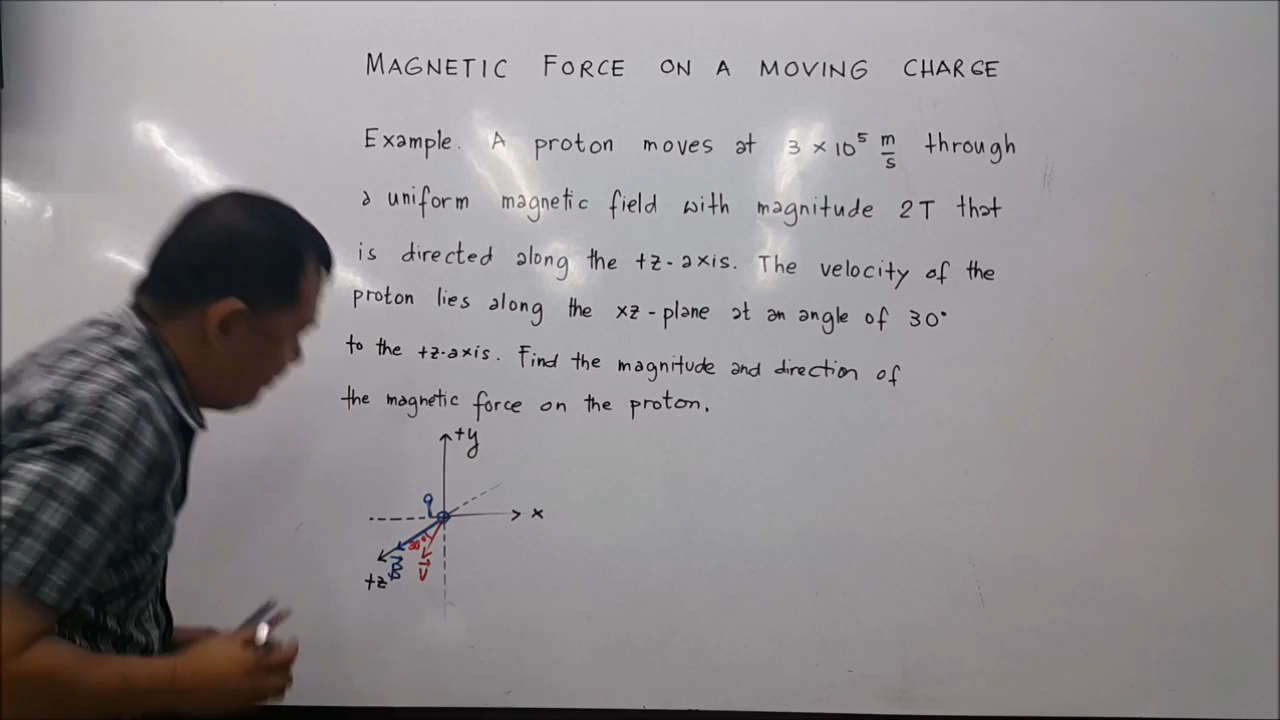 MAGNETIC FORCE ON A MOVING CHARGE
Example. A proton moves at 3 × 10⁵ m/s through
a uniform magnetic field with magnitude 2T that
is directed along the +z-axis. The velocity of the
proton lies along the xz-plane at an angle of 30°
to the +z-axis. Find the magnitude and direction of
the magnetic force on the proton.
+y
q
x
30°
+z B⃗ v⃗